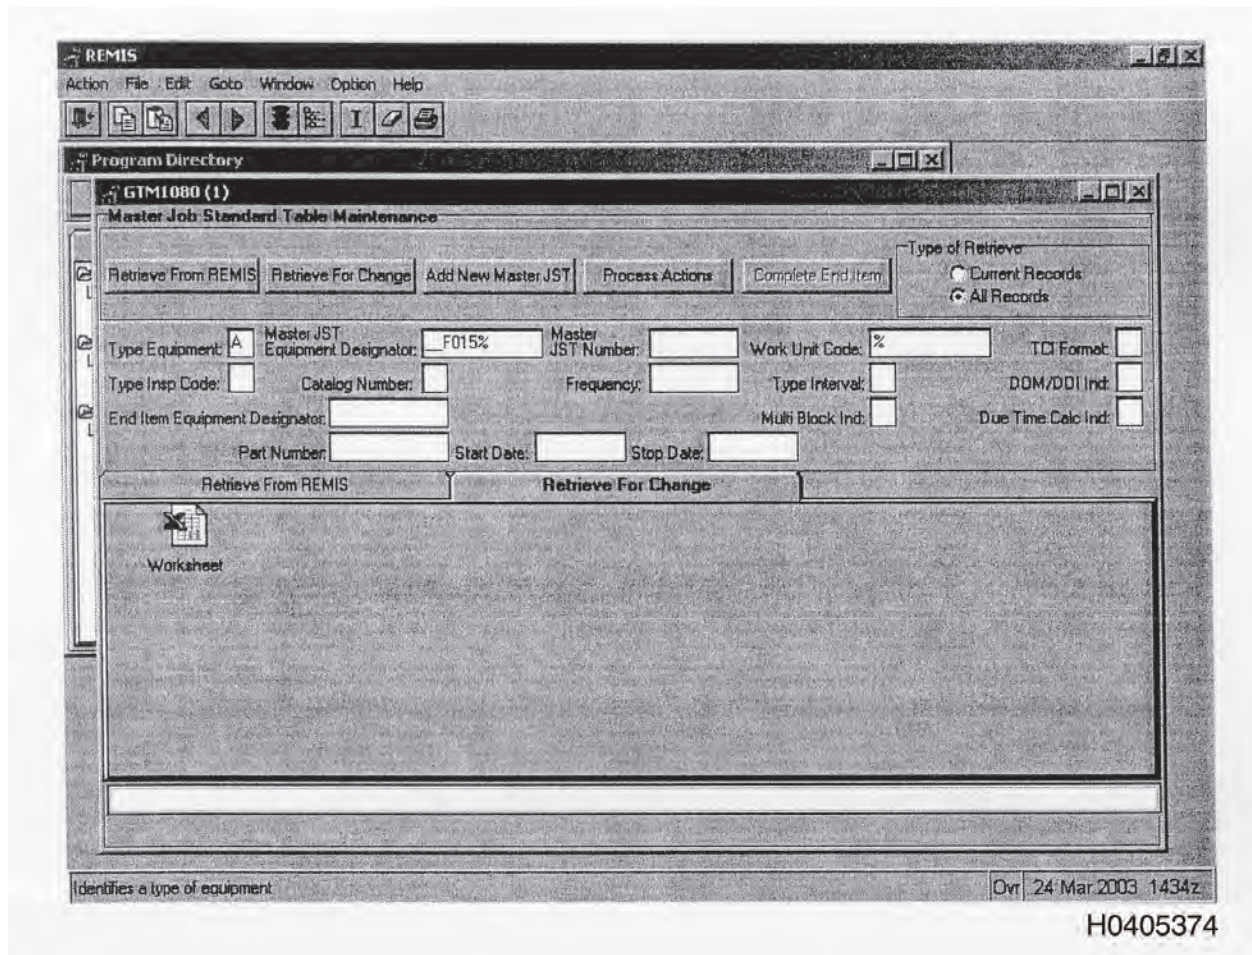 REMIS
Action File Edit Goto Window Option Help
Program Directory
GTM1080 (1)
Master Job Standard Table Maintenance
Type of Retrieve
Retrieve From REMIS Retrieve For Change Add New Master JST Process Actions Complete End Item
Current Records
All Records
Type Equipment: A Master JST Equipment Designator: __F015% Master JST Number: Work Unit Code: % TCI Format:
Type Insp Code: Catalog Number: Frequency: Type Interval: DOM/DOI Ind:
End Item Equipment Designator: Multi Block Ind: Due Time Calc Ind:
Part Number: Start Date: Stop Date:
Retrieve From REMIS Retrieve For Change
Worksheet
Identifies a type of equipment Ovr 24 Mar 2003 1434z
H0405374